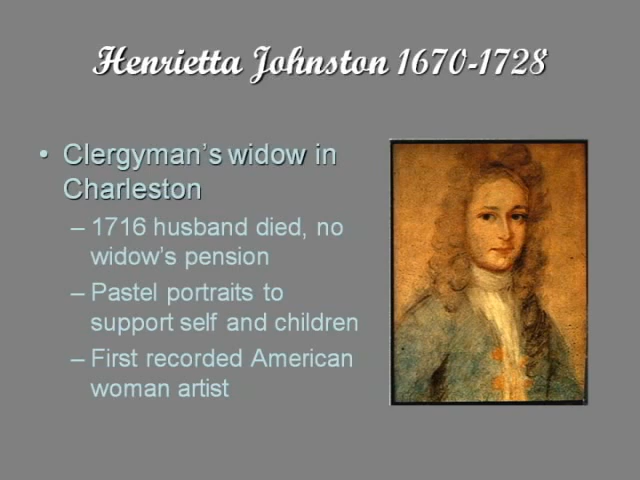 Henrietta Johnston 1670-1728
• Clergyman’s widow in
Charleston
– 1716 husband died, no
widow’s pension
– Pastel portraits to
support self and children
– First recorded American
woman artist